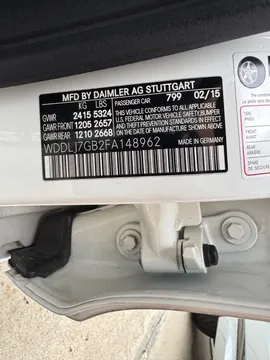 MFD BY DAIMLER AG STUTTGART
KG LBS PASSENGER CAR 799 02/15
GVWR 2415 5324
GAWR FRONT 1205 2657
GAWR REAR 1210 2668
THIS VEHICLE CONFORMS TO ALL APPLICABLE
U.S. FEDERAL MOTOR VEHICLE SAFETY, BUMPER
AND THEFT PREVENTION STANDARDS IN EFFECT
ON THE DATE OF MANUFACTURE SHOWN ABOVE.
WDDLJ7GB2FA148962 GERMANY
TYPE
PRESS